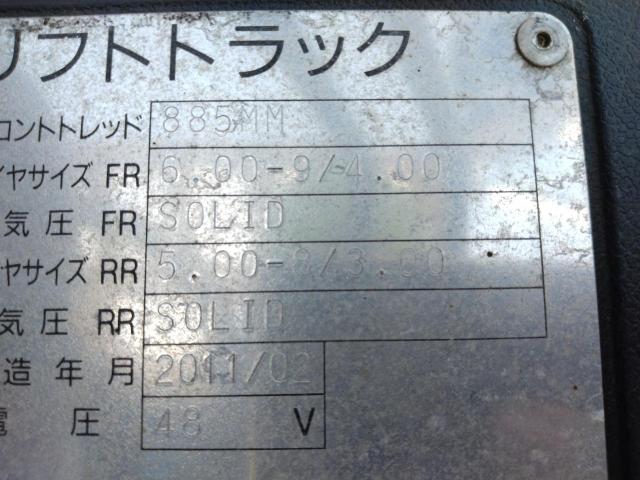 リフトトラック
ロントトレッド 885MM
イヤサイズ FR 6.00-9/4.00
気圧 FR SOLID
ヤサイズ RR 5.00-8/3.00
気圧 RR SOLID
造年月 2011/02
電圧 48 V